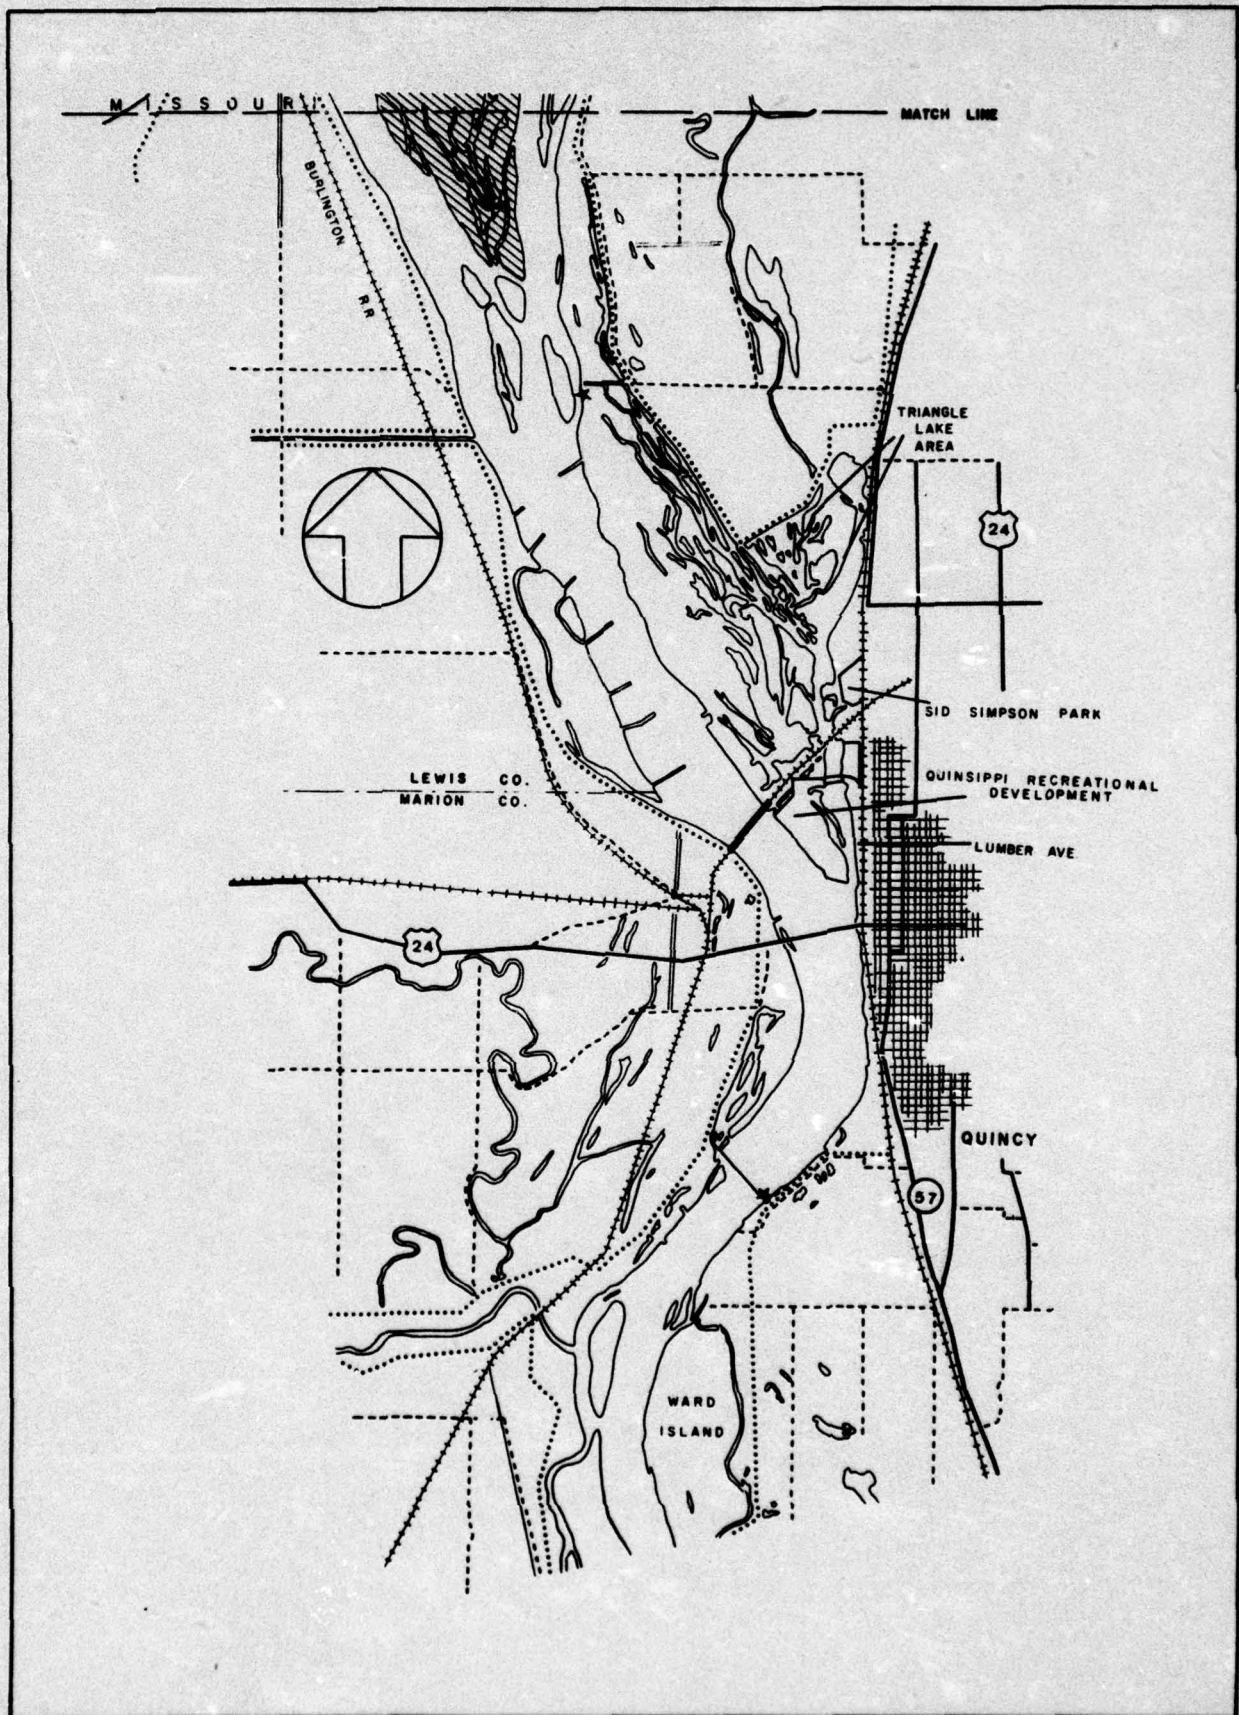 MISSOURI
MATCH LINE
BURLINGTON
R.R
TRIANGLE
LAKE
AREA
24
SID SIMPSON PARK
LEWIS CO.
MARION CO.
QUINSIPPI RECREATIONAL
DEVELOPMENT
LUMBER AVE
24
QUINCY
57
WARD
ISLAND